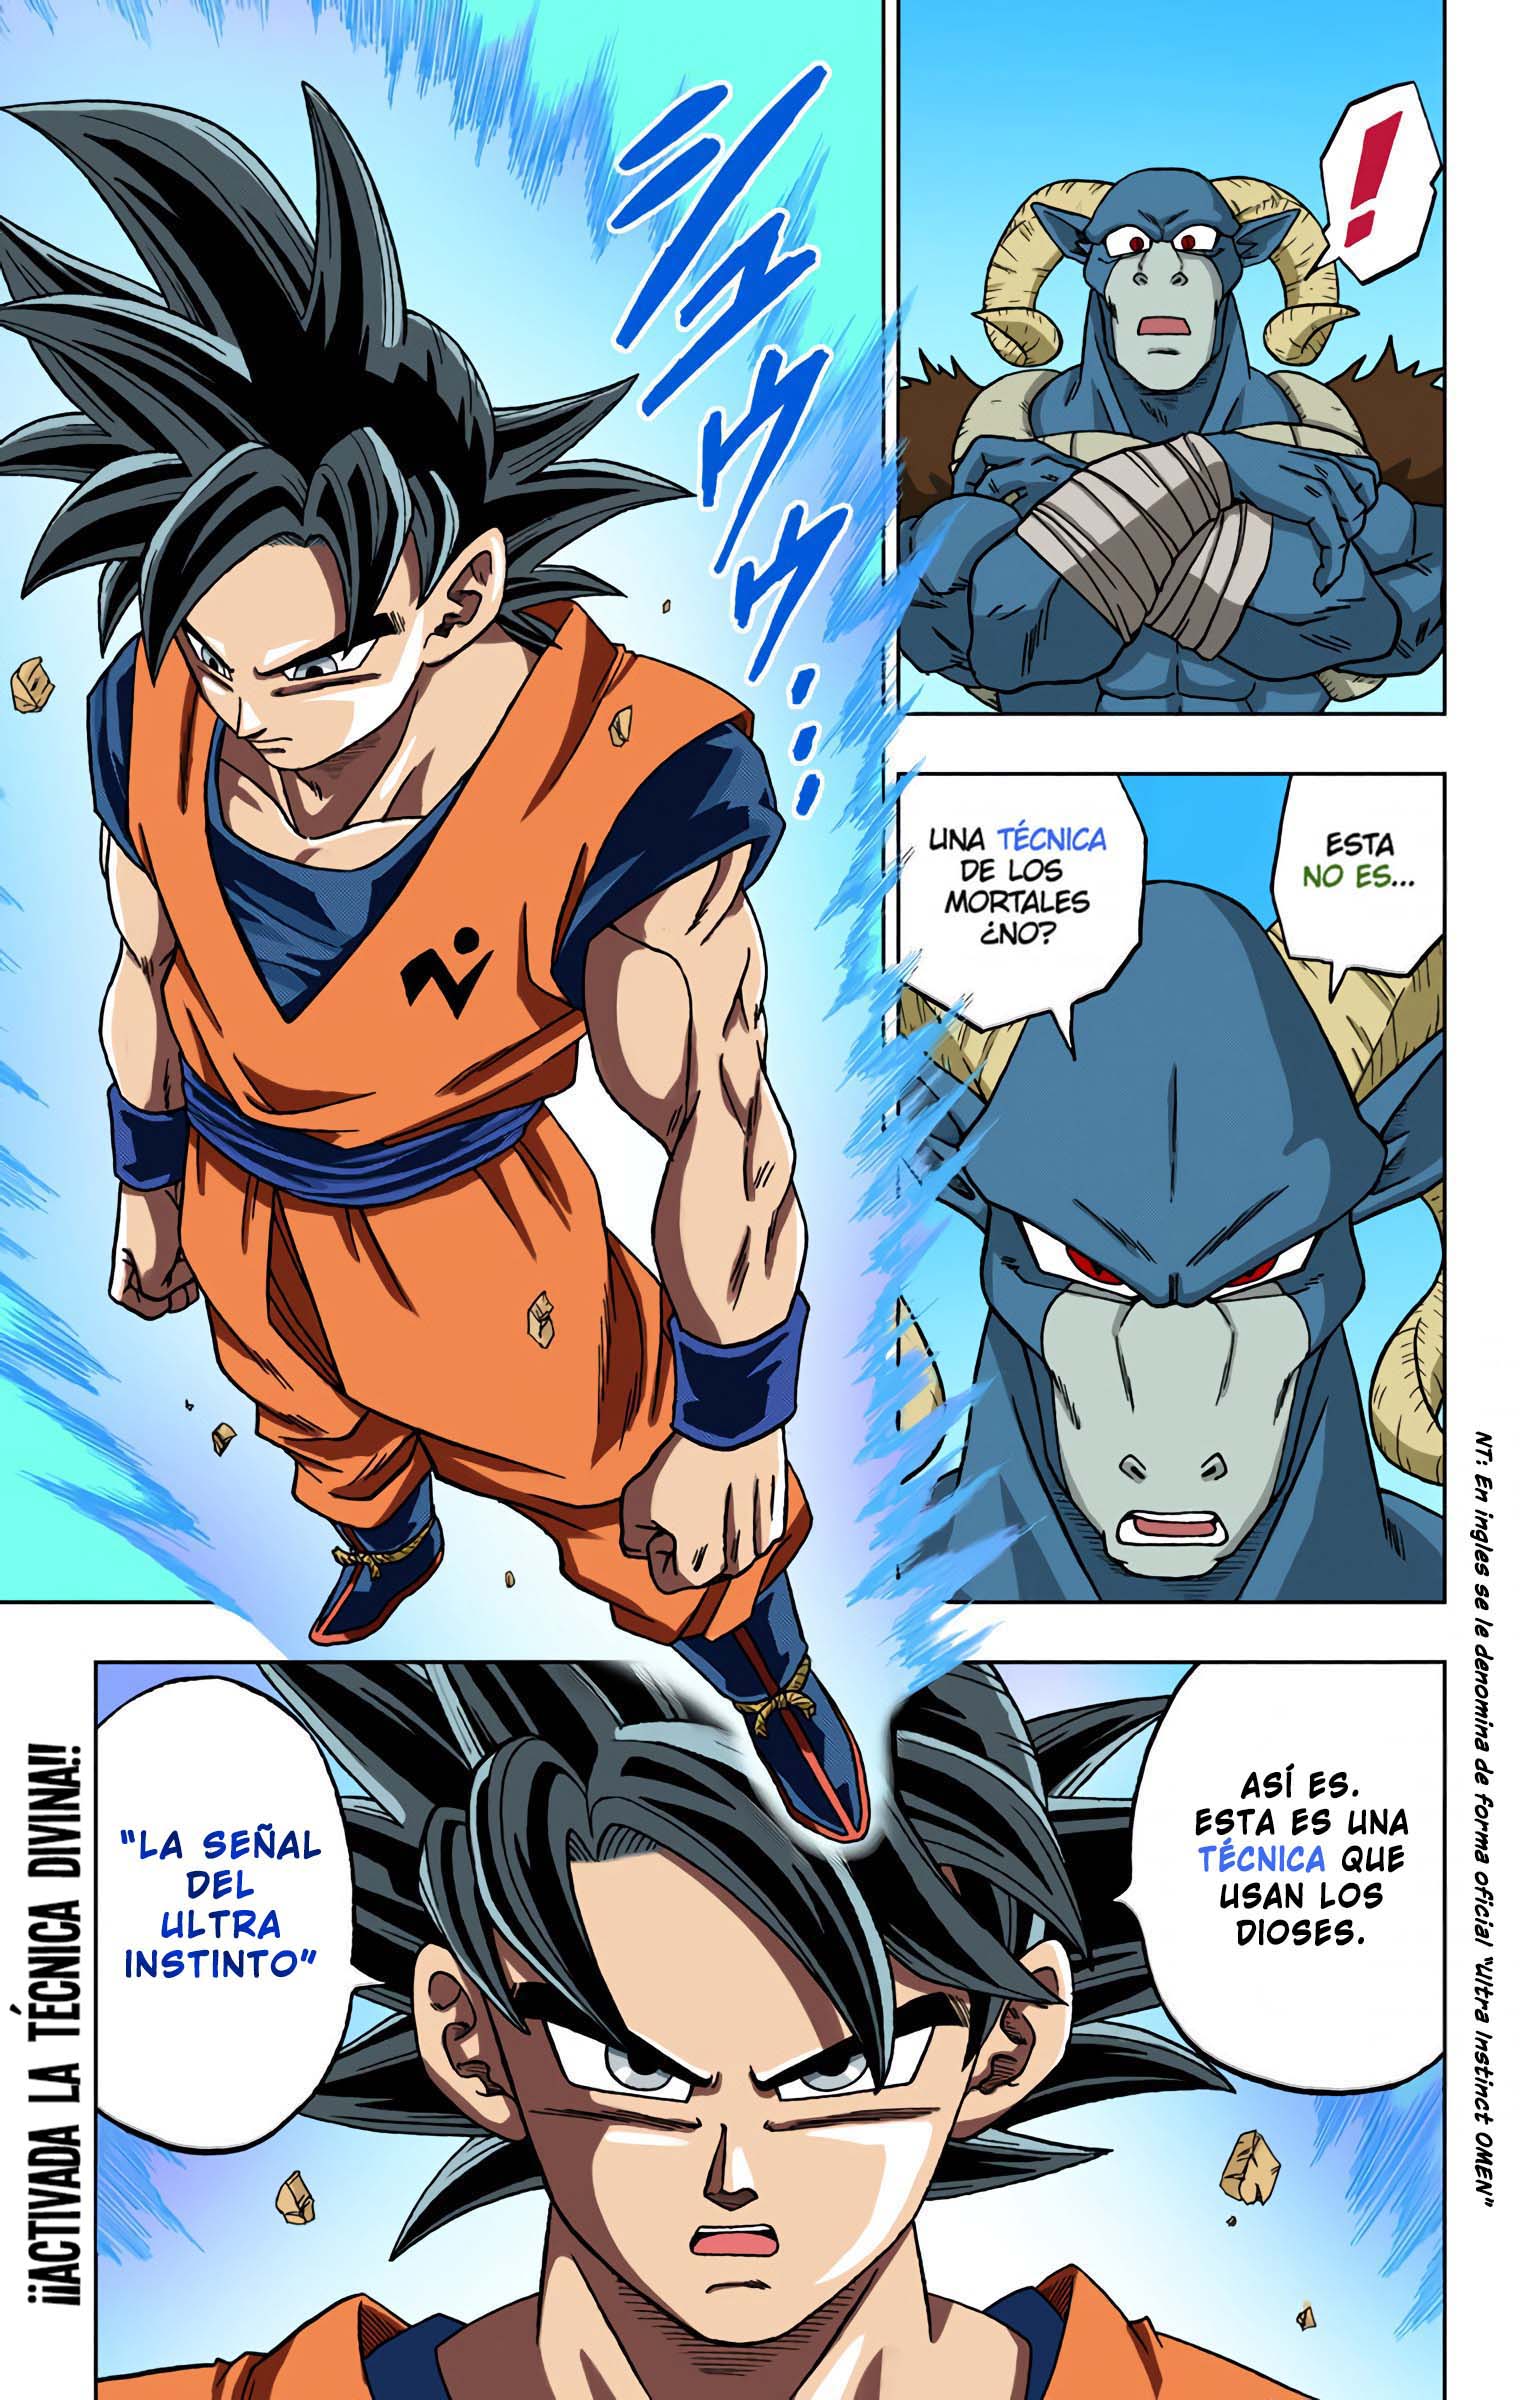 !
シュウウウ…
ESTA
NO ES...
UNA TÉCNICA
DE LOS
MORTALES
¿NO?
ASÍ ES.
ESTA ES UNA
TÉCNICA QUE
USAN LOS
DIOSES.
"LA SEÑAL
DEL
ULTRA
INSTINTO"
NT: En ingles se le denomina de forma oficial "ultra Instinct OMEN"
¡¡ACTIVADA LA TÉCNICA DIVINA!!